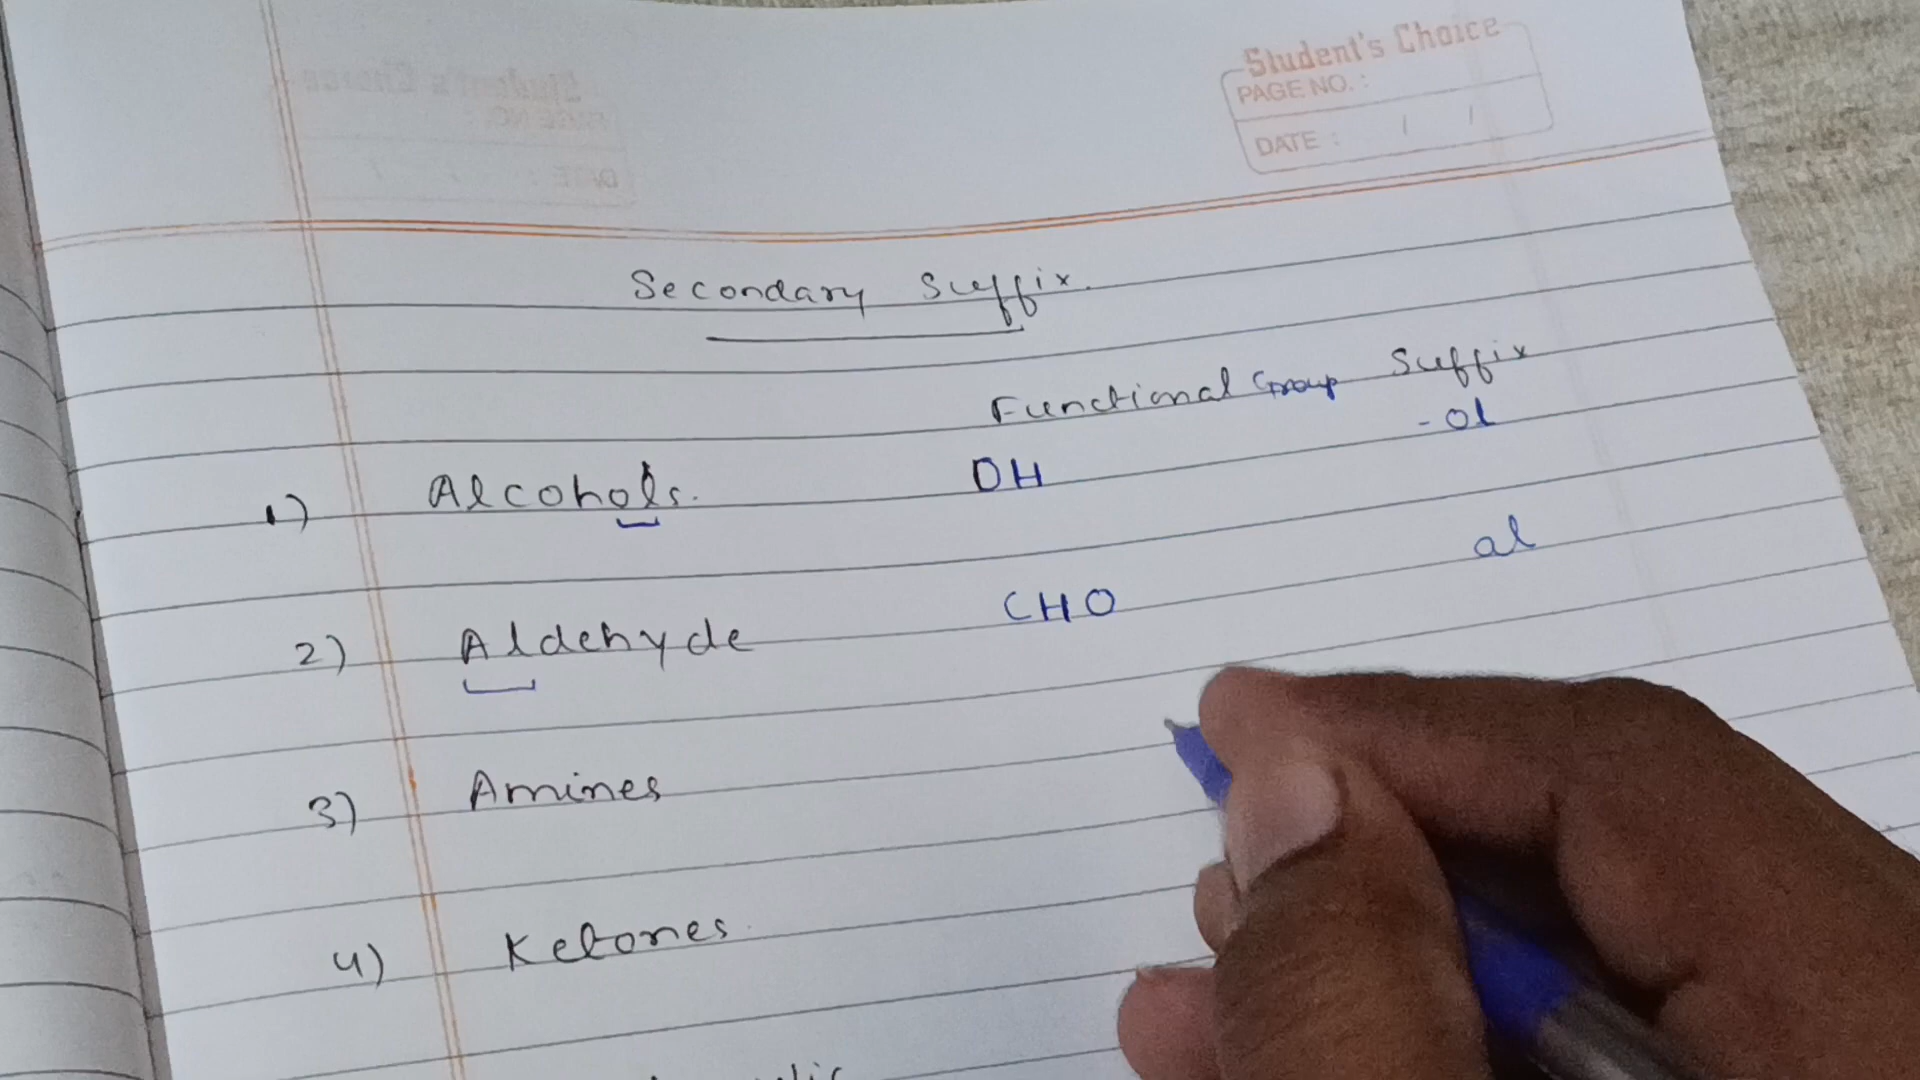 Student's Choice
PAGE NO. :
DATE : / /
Secondary Suffix.
Functional Group Suffix
1) Alcohols. OH -ol
2) Aldehyde CHO al
3) Amines
4) Ketones.